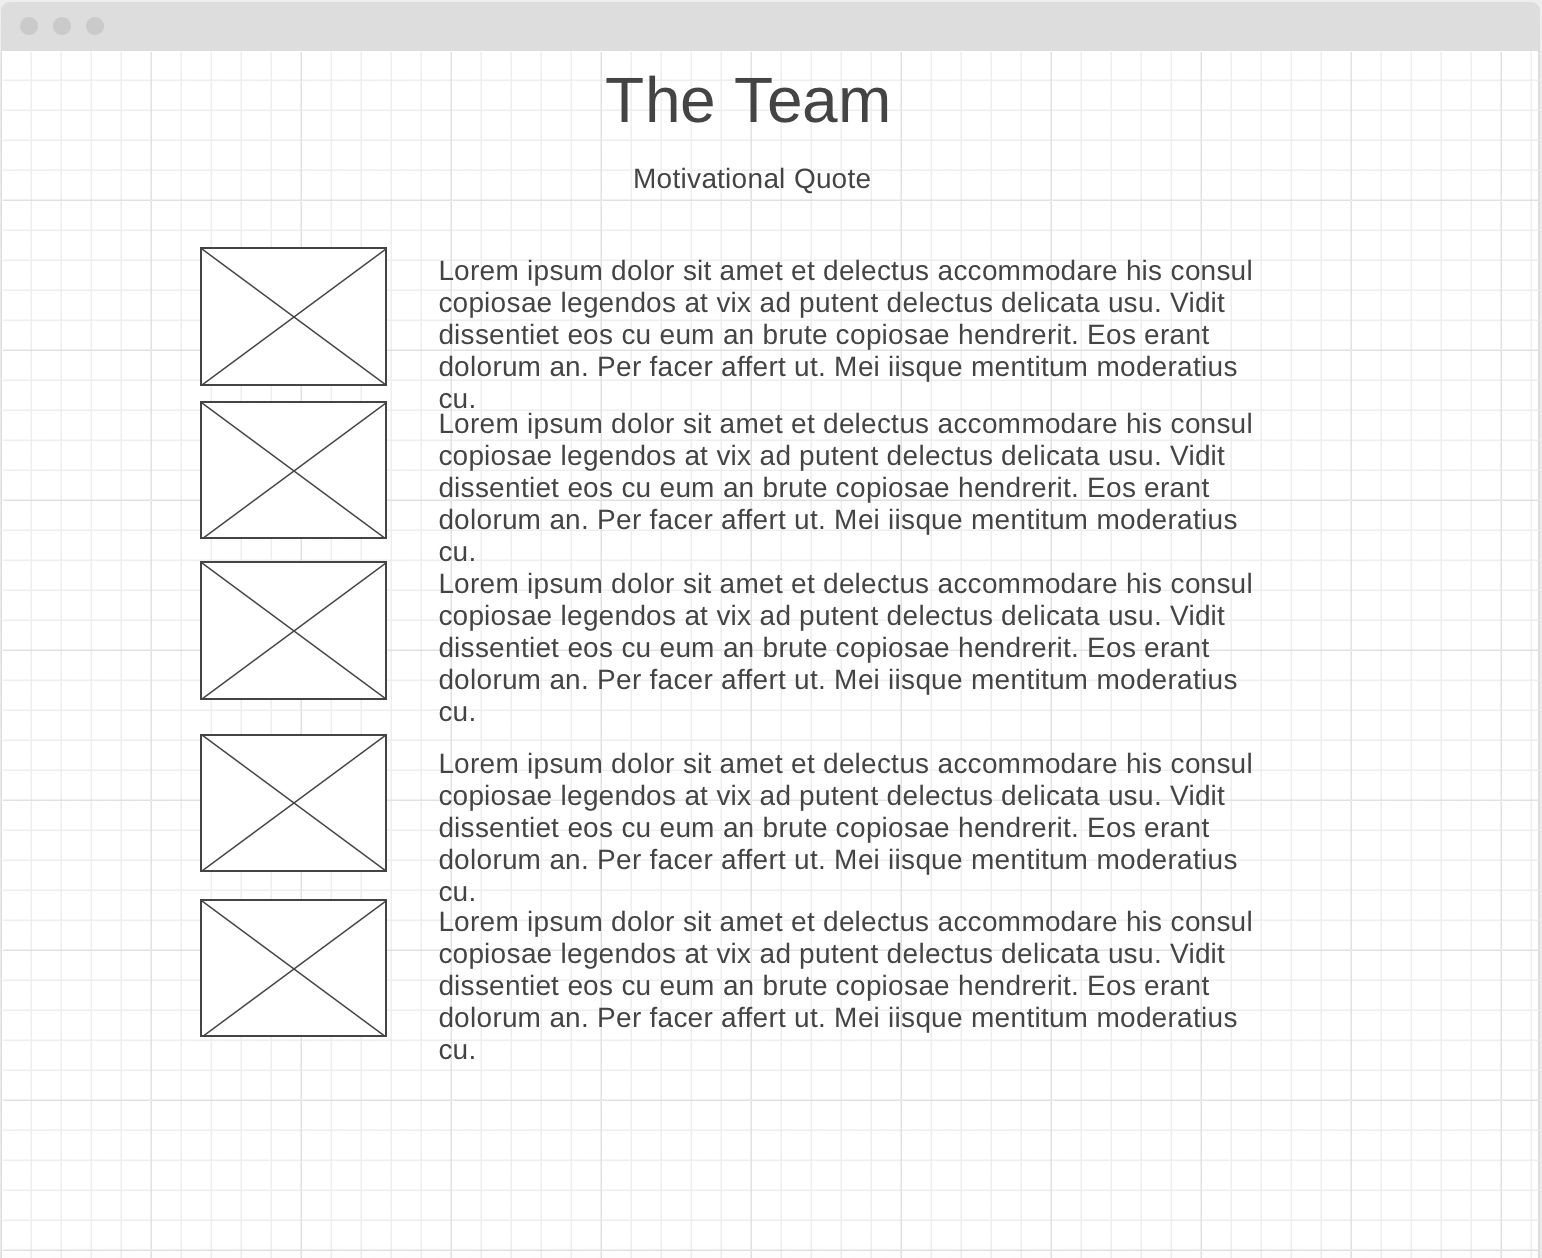 The Team
Motivational Quote
Lorem ipsum dolor sit amet et delectus accommodare his consul
copiosae legendos at vix ad putent delectus delicata usu. Vidit
dissentiet eos cu eum an brute copiosae hendrerit. Eos erant
dolorum an. Per facer affert ut. Mei iisque mentitum moderatius
cu.
Lorem ipsum dolor sit amet et delectus accommodare his consul
copiosae legendos at vix ad putent delectus delicata usu. Vidit
dissentiet eos cu eum an brute copiosae hendrerit. Eos erant
dolorum an. Per facer affert ut. Mei iisque mentitum moderatius
cu.
Lorem ipsum dolor sit amet et delectus accommodare his consul
copiosae legendos at vix ad putent delectus delicata usu. Vidit
dissentiet eos cu eum an brute copiosae hendrerit. Eos erant
dolorum an. Per facer affert ut. Mei iisque mentitum moderatius
cu.
Lorem ipsum dolor sit amet et delectus accommodare his consul
copiosae legendos at vix ad putent delectus delicata usu. Vidit
dissentiet eos cu eum an brute copiosae hendrerit. Eos erant
dolorum an. Per facer affert ut. Mei iisque mentitum moderatius
cu.
Lorem ipsum dolor sit amet et delectus accommodare his consul
copiosae legendos at vix ad putent delectus delicata usu. Vidit
dissentiet eos cu eum an brute copiosae hendrerit. Eos erant
dolorum an. Per facer affert ut. Mei iisque mentitum moderatius
cu.